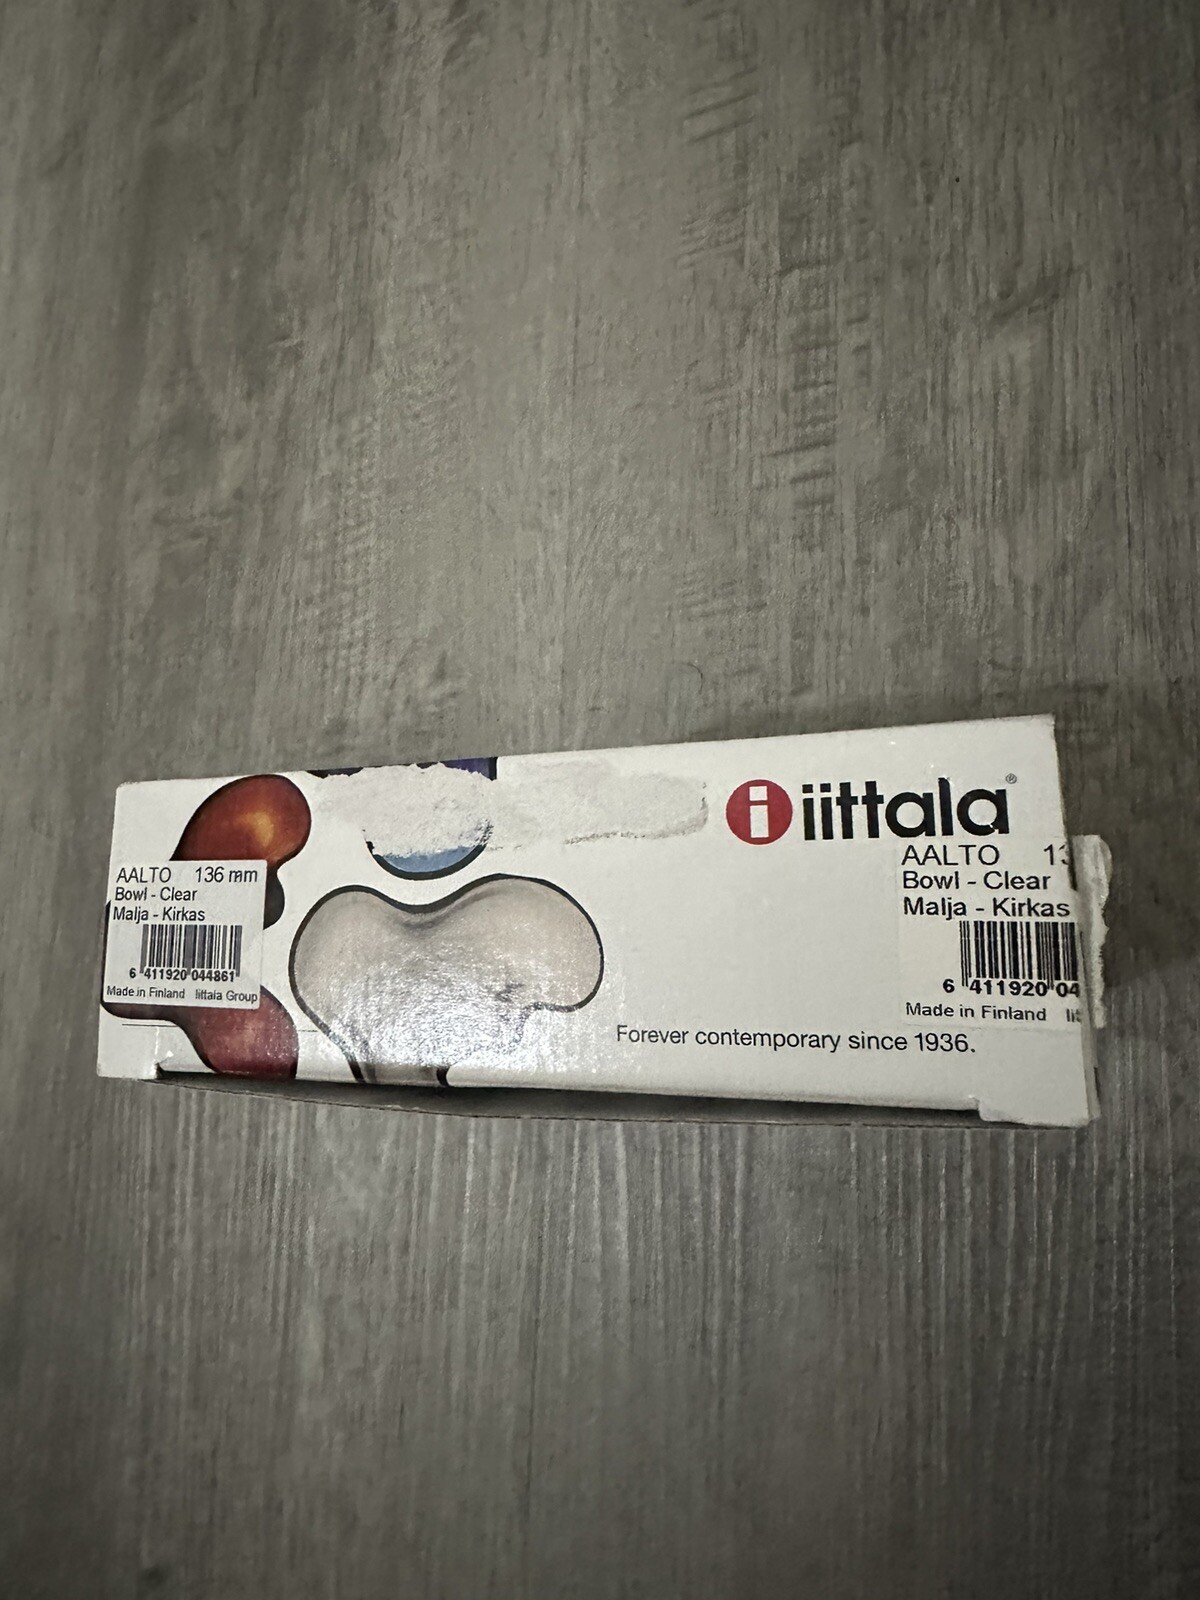 iittala®
AALTO 136 mm
Bowl - Clear
Malja - Kirkas
6 411920 044861
Made in Finland Iittala Group
AALTO 13
Bowl - Clear
Malja - Kirkas
6 411920 04
Made in Finland
Forever contemporary since 1936.